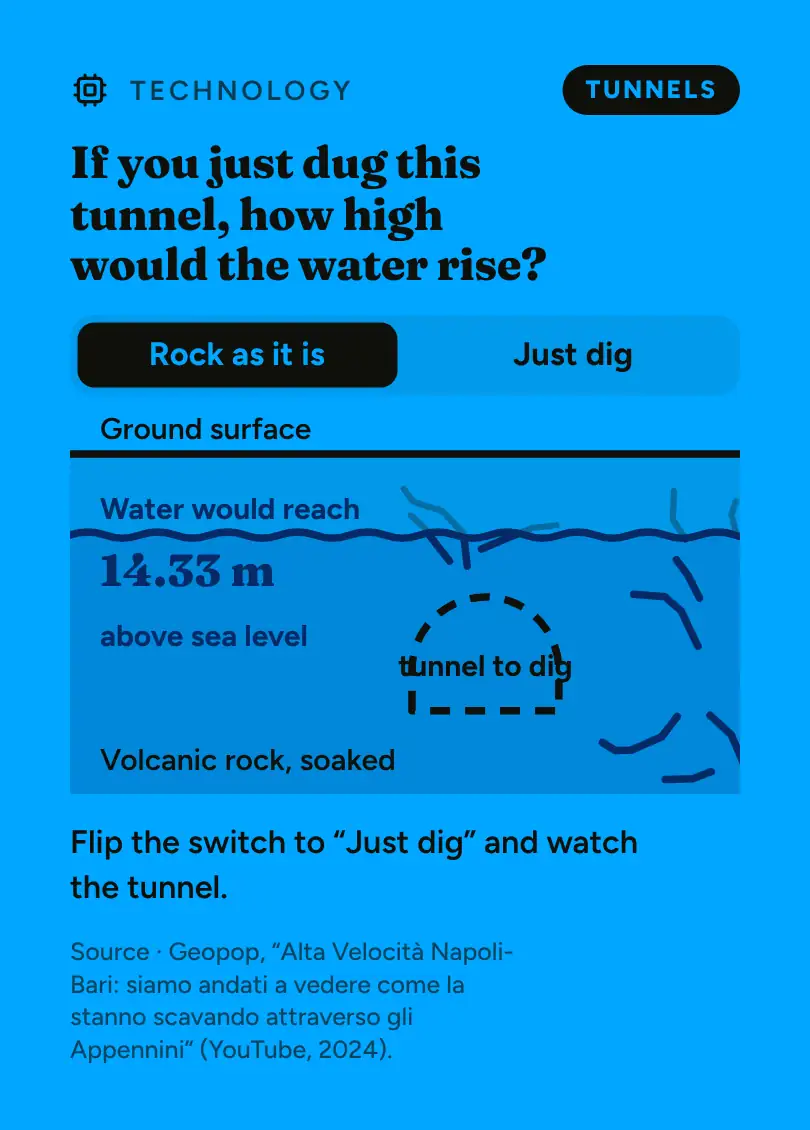 TECHNOLOGY
TUNNELS
If you just dug this
tunnel, how high
would the water rise?
Rock as it is
Just dig
Ground surface
Water would reach
14.33 m
above sea level
tunnel to dig
Volcanic rock, soaked
Flip the switch to “Just dig” and watch
the tunnel.
Source · Geopop, “Alta Velocità Napoli-
Bari: siamo andati a vedere come la
stanno scavando attraverso gli
Appennini” (YouTube, 2024).